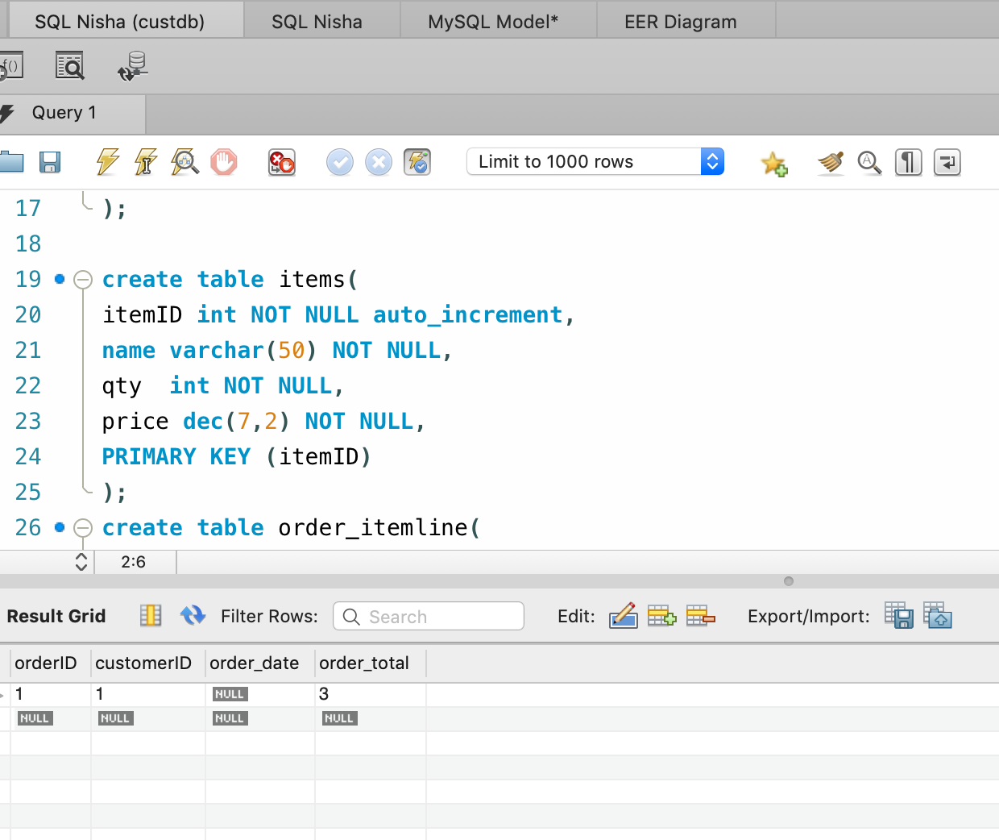 SQL Nisha (custdb) SQL Nisha MySQL Model* EER Diagram
f()
Query 1
Limit to 1000 rows
17 );
18
19 create table items(
20 itemID int NOT NULL auto_increment,
21 name varchar(50) NOT NULL,
22 qty  int NOT NULL,
23 price dec(7,2) NOT NULL,
24 PRIMARY KEY (itemID)
25 );
26 create table order_itemline(
2:6
Result Grid Filter Rows: Search Edit: Export/Import:
orderID customerID order_date order_total
1 1 NULL 3
NULL NULL NULL NULL